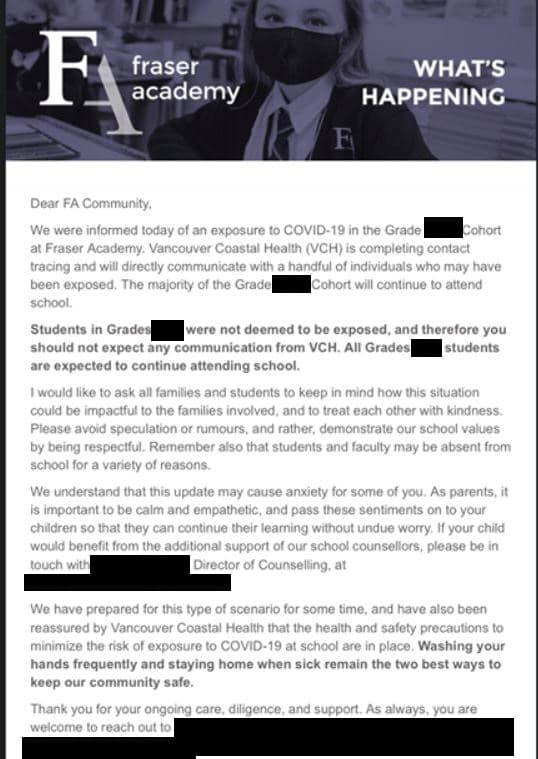 FA fraser
academy
WHAT'S
HAPPENING
F
Dear FA Community,
We were informed today of an exposure to COVID-19 in the Grade Cohort
at Fraser Academy. Vancouver Coastal Health (VCH) is completing contact
tracing and will directly communicate with a handful of individuals who may have
been exposed. The majority of the Grade Cohort will continue to attend
school.
Students in Grades were not deemed to be exposed, and therefore you
should not expect any communication from VCH. All Grades students
are expected to continue attending school.
I would like to ask all families and students to keep in mind how this situation
could be impactful to the families involved, and to treat each other with kindness.
Please avoid speculation or rumours, and rather, demonstrate our school values
by being respectful. Remember also that students and faculty may be absent from
school for a variety of reasons.
We understand that this update may cause anxiety for some of you. As parents, it
is important to be calm and empathetic, and pass these sentiments on to your
children so that they can continue their learning without undue worry. If your child
would benefit from the additional support of our school counsellors, please be in
touch with Director of Counselling, at
We have prepared for this type of scenario for some time, and have also been
reassured by Vancouver Coastal Health that the health and safety precautions to
minimize the risk of exposure to COVID-19 at school are in place. Washing your
hands frequently and staying home when sick remain the two best ways to
keep our community safe.
Thank you for your ongoing care, diligence, and support. As always, you are
welcome to reach out to